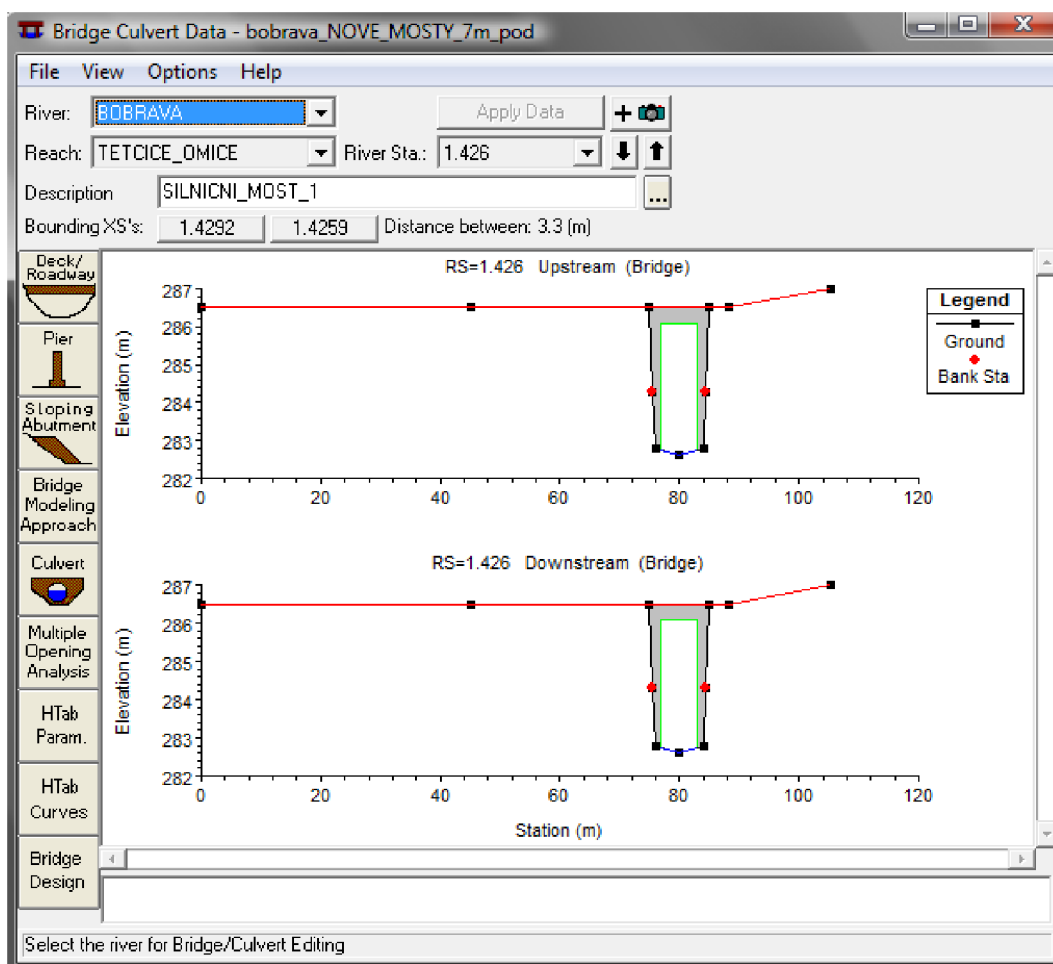 Bridge Culvert Data - bobrava_NOVE_MOSTY_7m_pod
File View Options Help
River: BOBRAVA Apply Data +
Reach: TETCICE_OMICE River Sta.: 1.426
Description SILNICNI_MOST_1 ...
Bounding XS's: 1.4292 1.4259 Distance between: 3.3 (m)
Deck/
Roadway
Pier
Sloping
Abutment
Bridge
Modeling
Approach
Culvert
Multiple
Opening
Analysis
HTab
Param.
HTab
Curves
Bridge
Design
RS=1.426 Upstream (Bridge)
287
286
285
284
283
282
Elevation (m)
0 20 40 60 80 100 120
Legend
Ground
Bank Sta
RS=1.426 Downstream (Bridge)
287
286
285
284
283
282
Elevation (m)
0 20 40 60 80 100 120
Station (m)
Select the river for Bridge/Culvert Editing